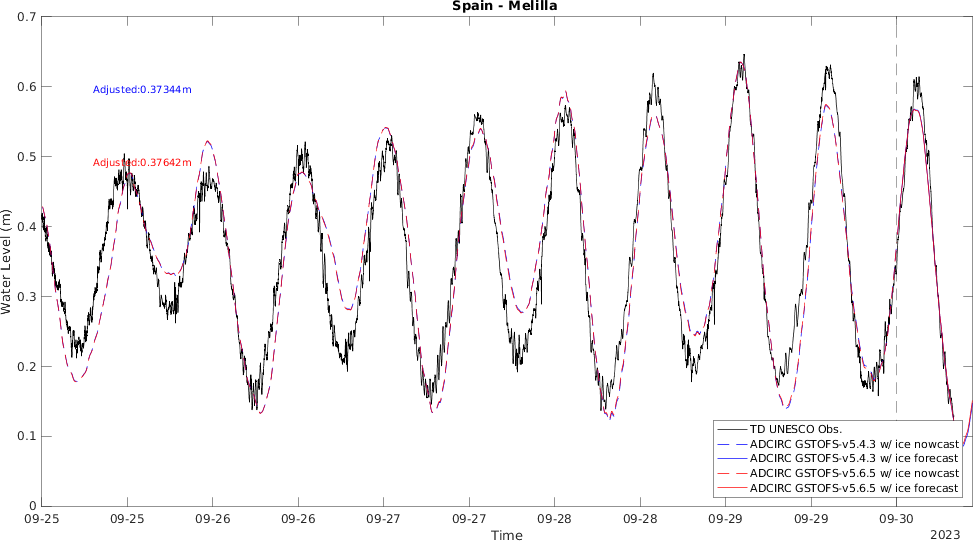 Spain - Melilla
0.7
0.6
0.5
0.4
0.3
0.2
0.1
0
Water Level (m)
Adjusted:0.37344m
Adjusted:0.37642m
TD UNESCO Obs.
ADCIRC GSTOFS-v5.4.3 w/ ice nowcast
ADCIRC GSTOFS-v5.4.3 w/ ice forecast
ADCIRC GSTOFS-v5.6.5 w/ ice nowcast
ADCIRC GSTOFS-v5.6.5 w/ ice forecast
09-25 09-25 09-26 09-26 09-27 09-27 09-28 09-28 09-29 09-29 09-30
Time
2023